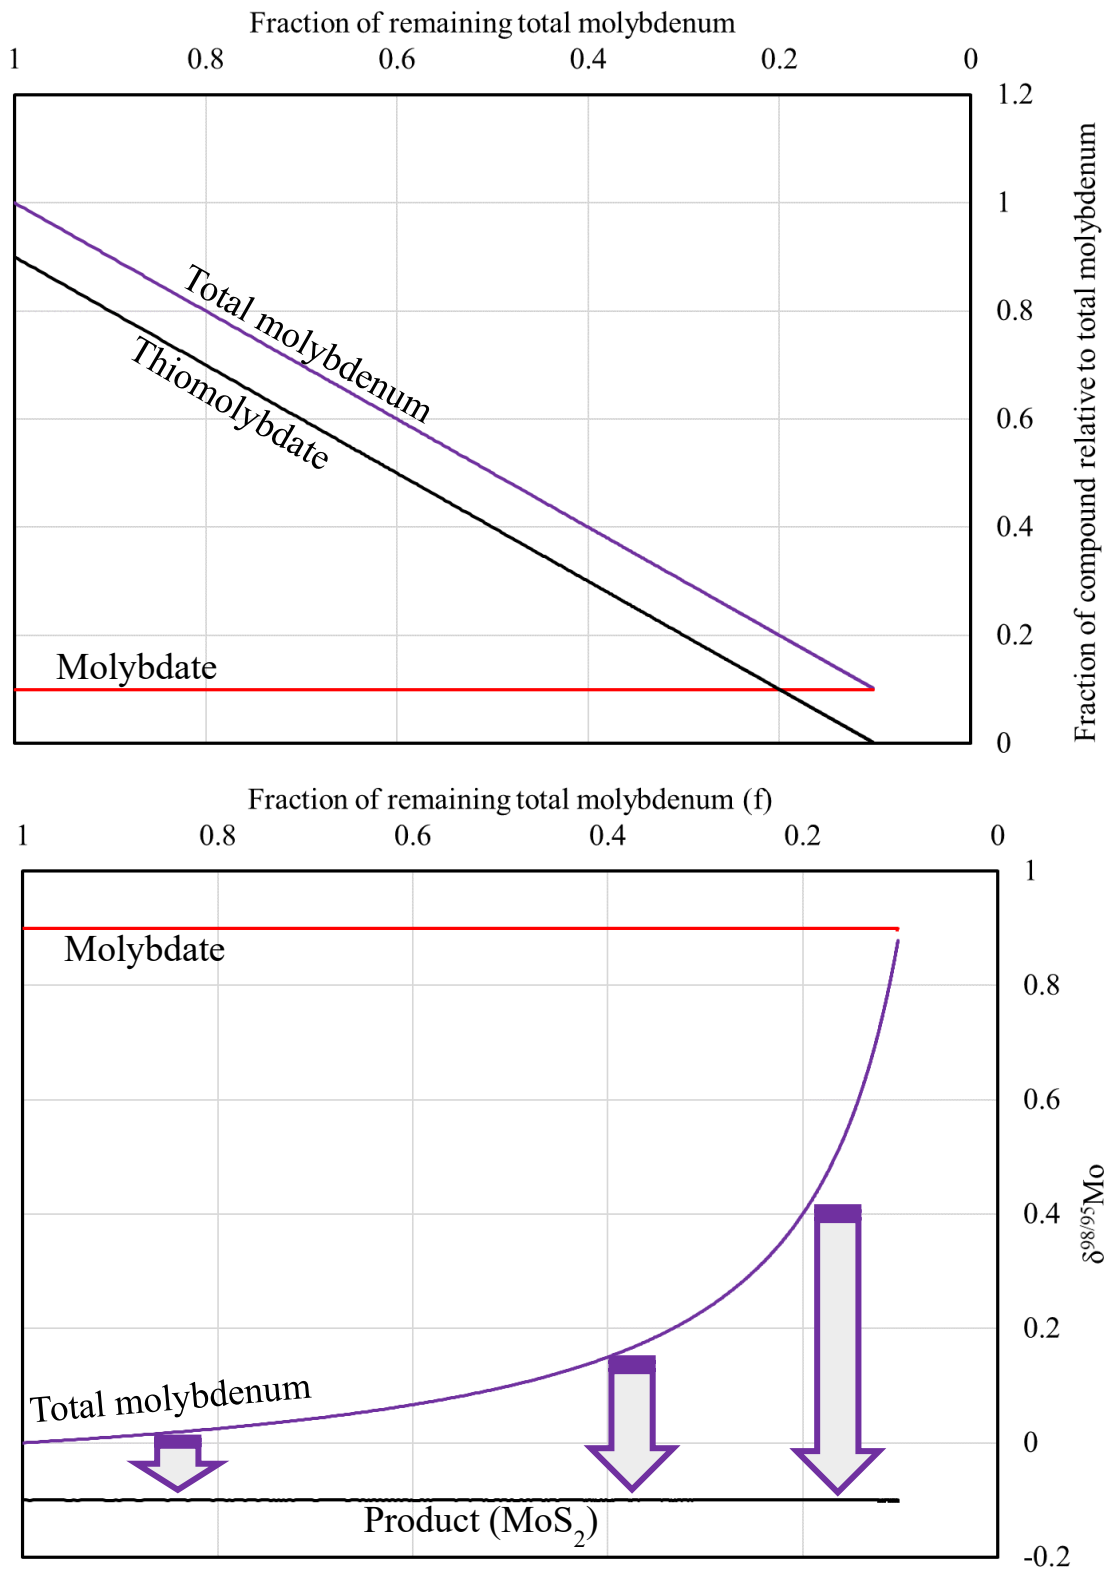 Fraction of remaining total molybdenum
1 0.8 0.6 0.4 0.2 0
1.2
1
0.8
0.6
0.4
0.2
0
Fraction of compound relative to total molybdenum
Total molybdenum
Thiomolybdate
Molybdate
Fraction of remaining total molybdenum (f)
1 0.8 0.6 0.4 0.2 0
1
0.8
0.6
0.4
0.2
0
-0.2
δ98/95Mo
Molybdate
Total molybdenum
Product (MoS2)